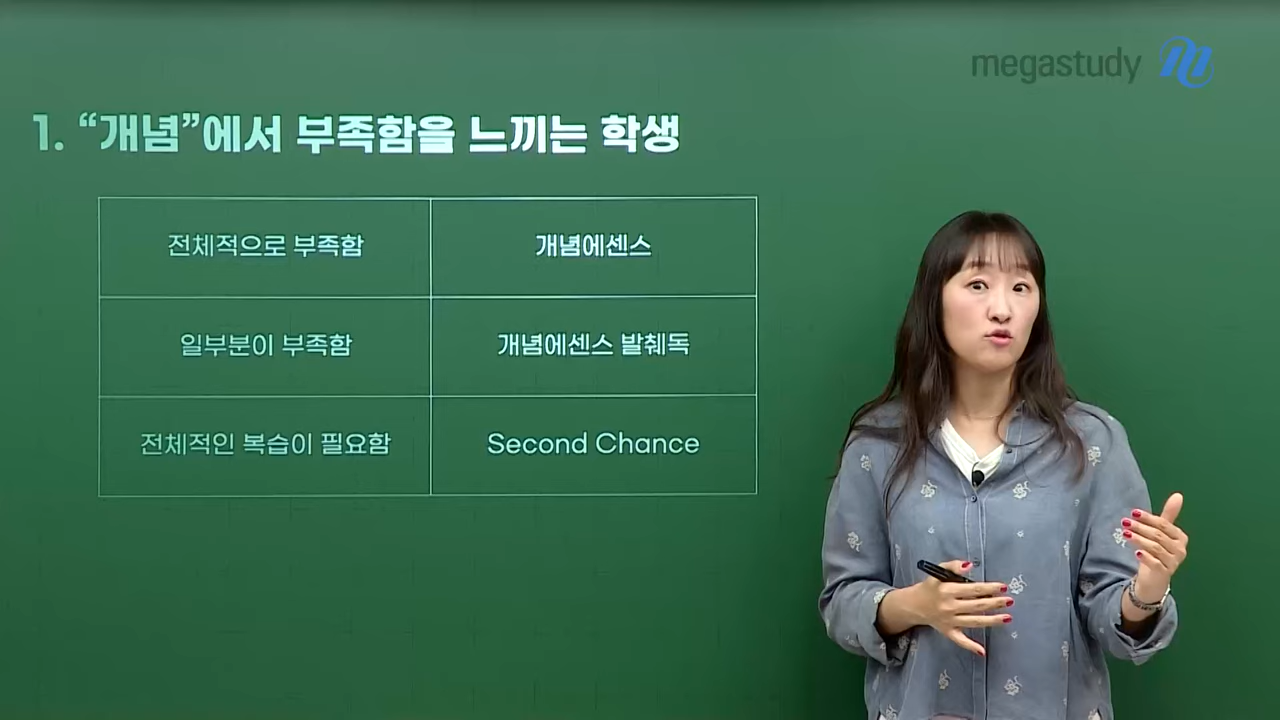 megastudy
1. “개념”에서 부족함을 느끼는 학생
전체적으로 부족함
개념에센스
일부분이 부족함
개념에센스 발췌독
전체적인 복습이 필요함
Second Chance